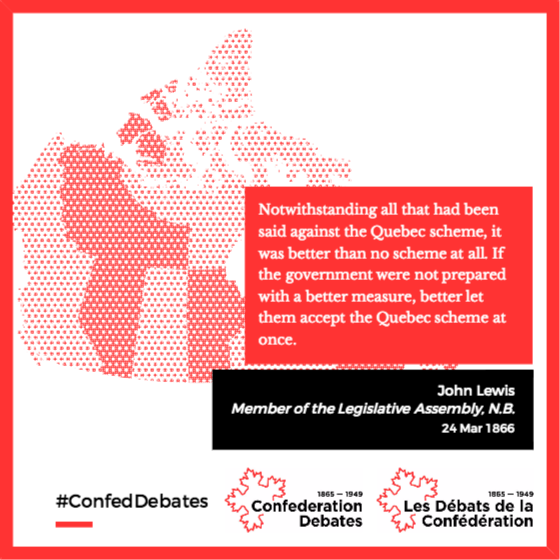 Notwithstanding all that had been
said against the Quebec scheme, it
was better than no scheme at all. If
the government were not prepared
with a better measure, better let
them accept the Quebec scheme at
once.
John Lewis
Member of the Legislative Assembly, N.B.
24 Mar 1866
#ConfedDebates
1865 — 1949
Confederation
Debates
1865 — 1949
Les Débats de la
Confédération